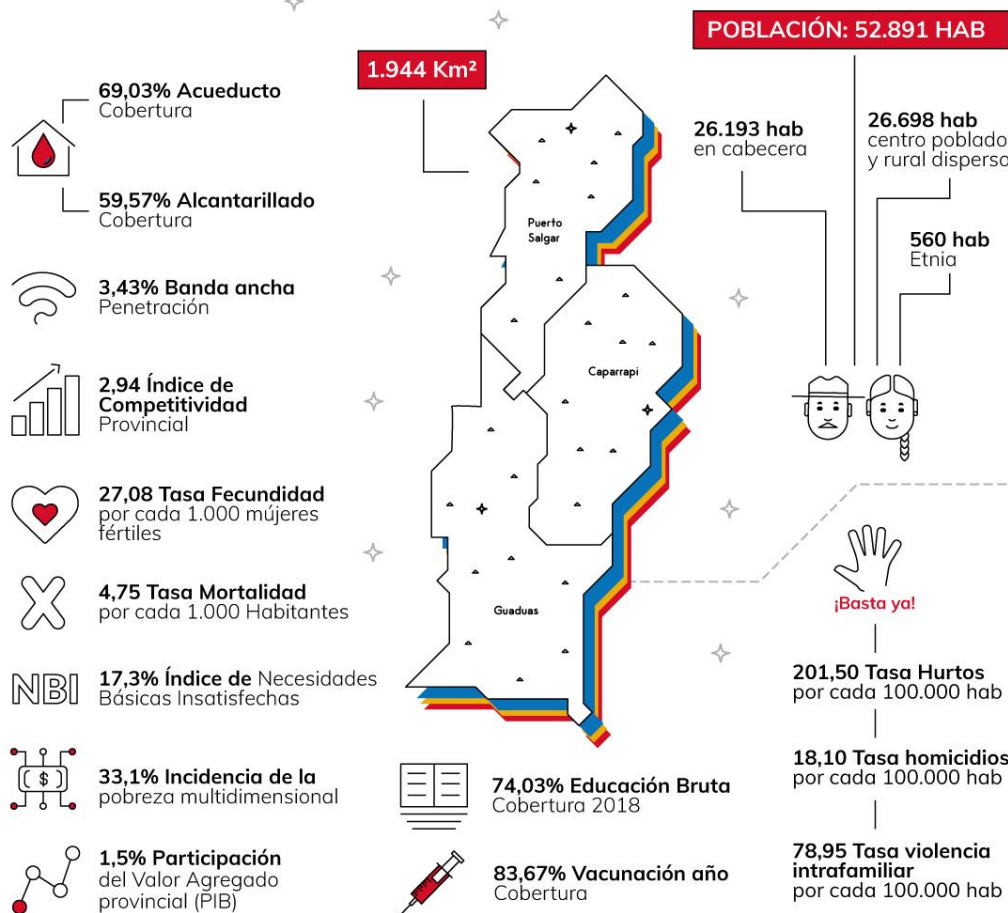 POBLACIÓN: 52.891 HAB
1.944 Km²
69,03% Acueducto
Cobertura
59,57% Alcantarillado
Cobertura
3,43% Banda ancha
Penetración
2,94 Índice de
Competitividad
Provincial
27,08 Tasa Fecundidad
por cada 1.000 mújeres
fértiles
4,75 Tasa Mortalidad
por cada 1.000 Habitantes
NBI
17,3% Índice de Necesidades
Básicas Insatisfechas
$
33,1% Incidencia de la
pobreza multidimensional
1,5% Participación
del Valor Agregado
provincial (PIB)
Puerto
Salgar
Caparrapi
Guaduas
74,03% Educación Bruta
Cobertura 2018
83,67% Vacunación año
Cobertura
26.193 hab
en cabecera
26.698 hab
centro poblado
y rural disperso
560 hab
Etnia
¡Basta ya!
201,50 Tasa Hurtos
por cada 100.000 hab
18,10 Tasa homicidios
por cada 100.000 hab
78,95 Tasa violencia
intrafamiliar
por cada 100.000 hab